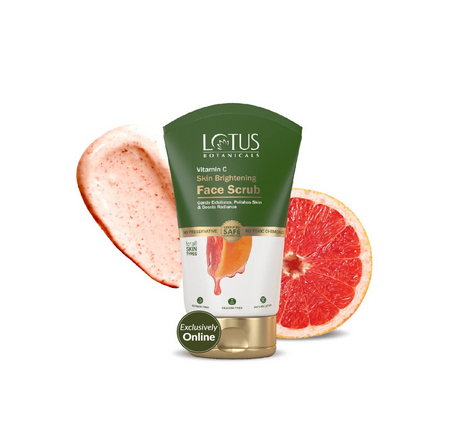 LOTUS
BOTANICALS
Vitamin C
Skin Brightening
Face Scrub
Gently Exfoliates, Polishes Skin
& Boosts Radiance
NO PRESERVATIVE
SAFE
NO TOXIC CHEMICALS
for all
SKIN
TYPES
Exclusively
Online